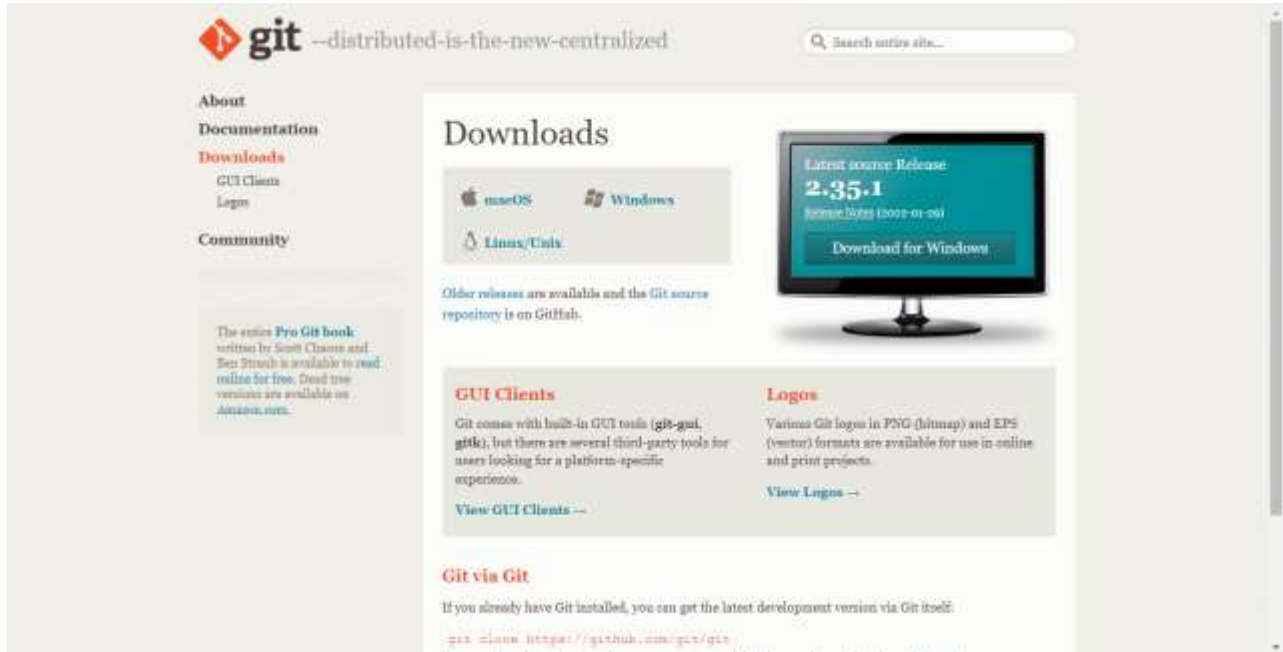 git --distributed-is-the-new-centralized
Search entire site...
About
Documentation
Downloads
GUI Clients
Logos
Community
The entire Pro Git book
written by Scott Chacon and
Ben Straub is available to read
online for free. Dead tree
versions are available on
Amazon.com.
Downloads
macOS
Windows
Linux/Unix
Older releases are available and the Git source
repository is on GitHub.
Latest source Release
2.35.1
Release Notes (2022-01-29)
Download for Windows
GUI Clients
Git comes with built-in GUI tools (git-gui,
gitk), but there are several third-party tools for
users looking for a platform-specific
experience.
View GUI Clients →
Logos
Various Git logos in PNG (bitmap) and EPS
(vector) formats are available for use in online
and print projects.
View Logos →
Git via Git
If you already have Git installed, you can get the latest development version via Git itself:
git clone https://github.com/git/git